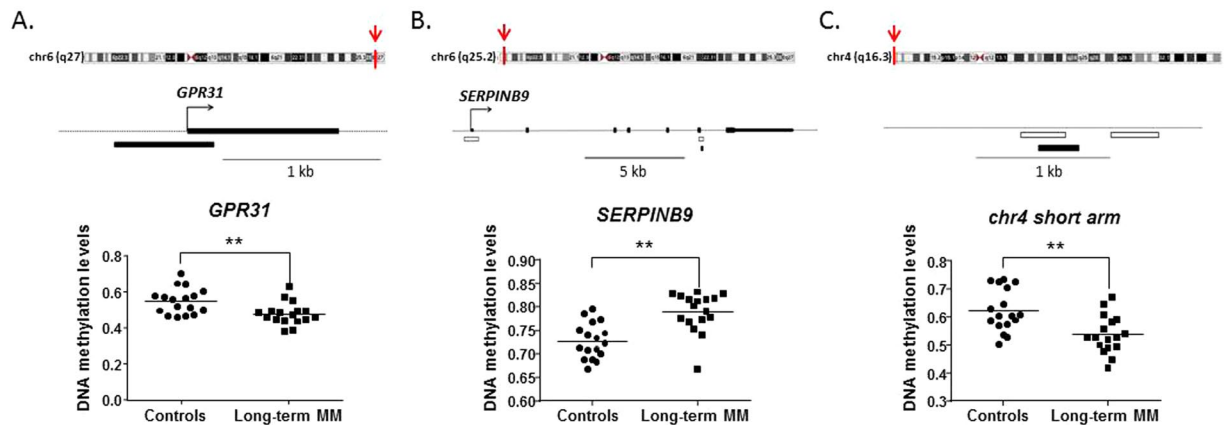 A.
chr6 (q27)
GPR31
1 kb
GPR31
DNA methylation levels
0.8
0.6
0.4
0.2
0.0
**
Controls
Long-term MM
B.
chr6 (q25.2)
SERPINB9
5 kb
SERPINB9
DNA methylation levels
0.90
0.85
0.80
0.75
0.70
0.65
0.60
**
Controls
Long-term MM
C.
chr4 (q16.3)
1 kb
chr4 short arm
DNA methylation levels
0.8
0.7
0.6
0.5
0.4
0.3
**
Controls
Long-term MM